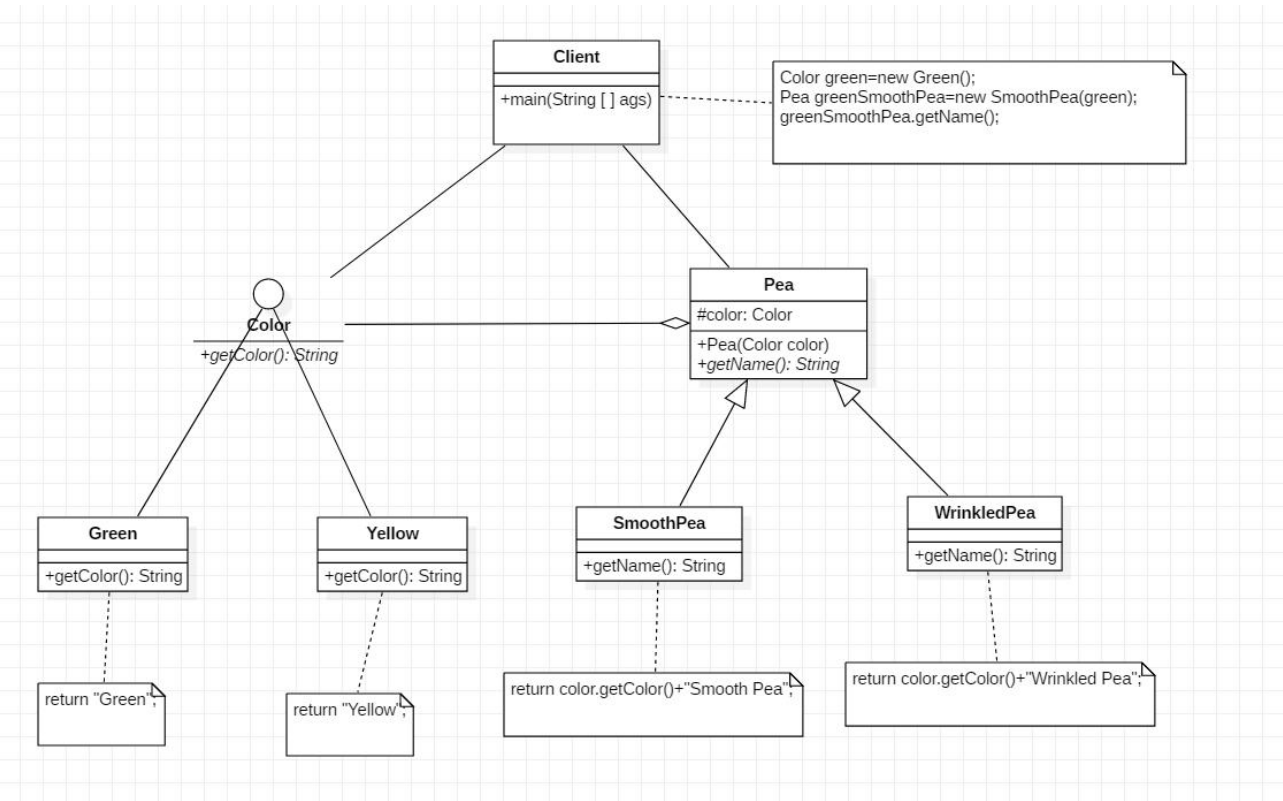 Client
+main(String [ ] ags)
Color green=new Green();
Pea greenSmoothPea=new SmoothPea(green);
greenSmoothPea.getName();
Color
+getColor(): String
Pea
#color: Color
+Pea(Color color)
+getName(): String
Green
+getColor(): String
Yellow
+getColor(): String
SmoothPea
+getName(): String
WrinkledPea
+getName(): String
return "Green";
return "Yellow";
return color.getColor()+"Smooth Pea";
return color.getColor()+"Wrinkled Pea";